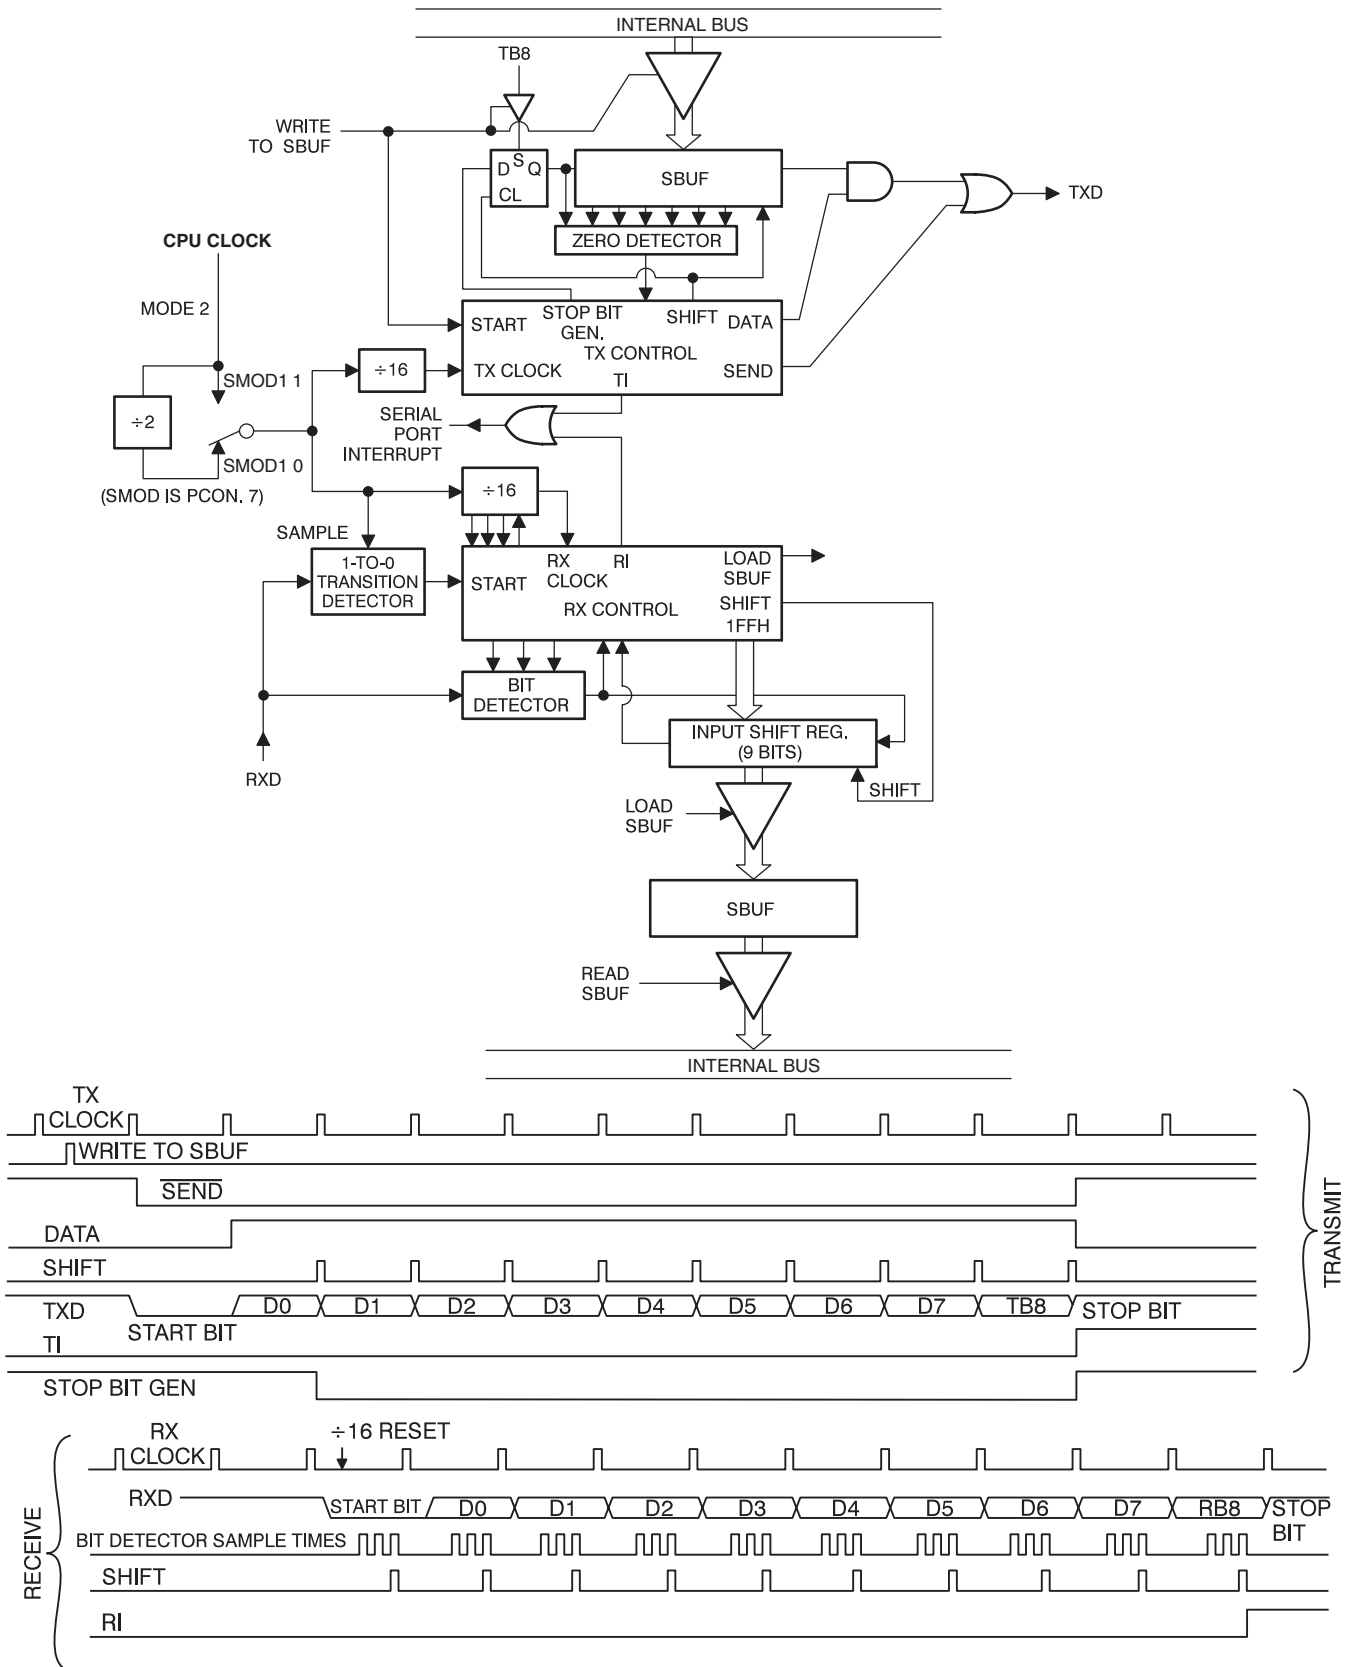 INTERNAL BUS
TB8
WRITE
TO SBUF
D S Q
CL
SBUF
TXD
ZERO DETECTOR
CPU CLOCK
MODE 2
STOP BIT
GEN.
SHIFT
START
DATA
TX CONTROL
TX CLOCK
SEND
TI
÷16
SMOD1 1
÷2
SMOD1 0
(SMOD IS PCON. 7)
SERIAL
PORT
INTERRUPT
÷16
SAMPLE
1-TO-0
TRANSITION
DETECTOR
RX
CLOCK
RI
LOAD
SBUF
START
RX CONTROL
SHIFT
1FFH
BIT
DETECTOR
INPUT SHIFT REG.
(9 BITS)
RXD
SHIFT
LOAD
SBUF
SBUF
READ
SBUF
INTERNAL BUS
TX
CLOCK
WRITE TO SBUF
SEND
DATA
SHIFT
TXD
START BIT
D0 D1 D2 D3 D4 D5 D6 D7 TB8 STOP BIT
TI
STOP BIT GEN
TRANSMIT
RX
CLOCK
÷16 RESET
RXD
START BIT D0 D1 D2 D3 D4 D5 D6 D7 RB8 STOP
BIT
BIT DETECTOR SAMPLE TIMES
SHIFT
RI
RECEIVE